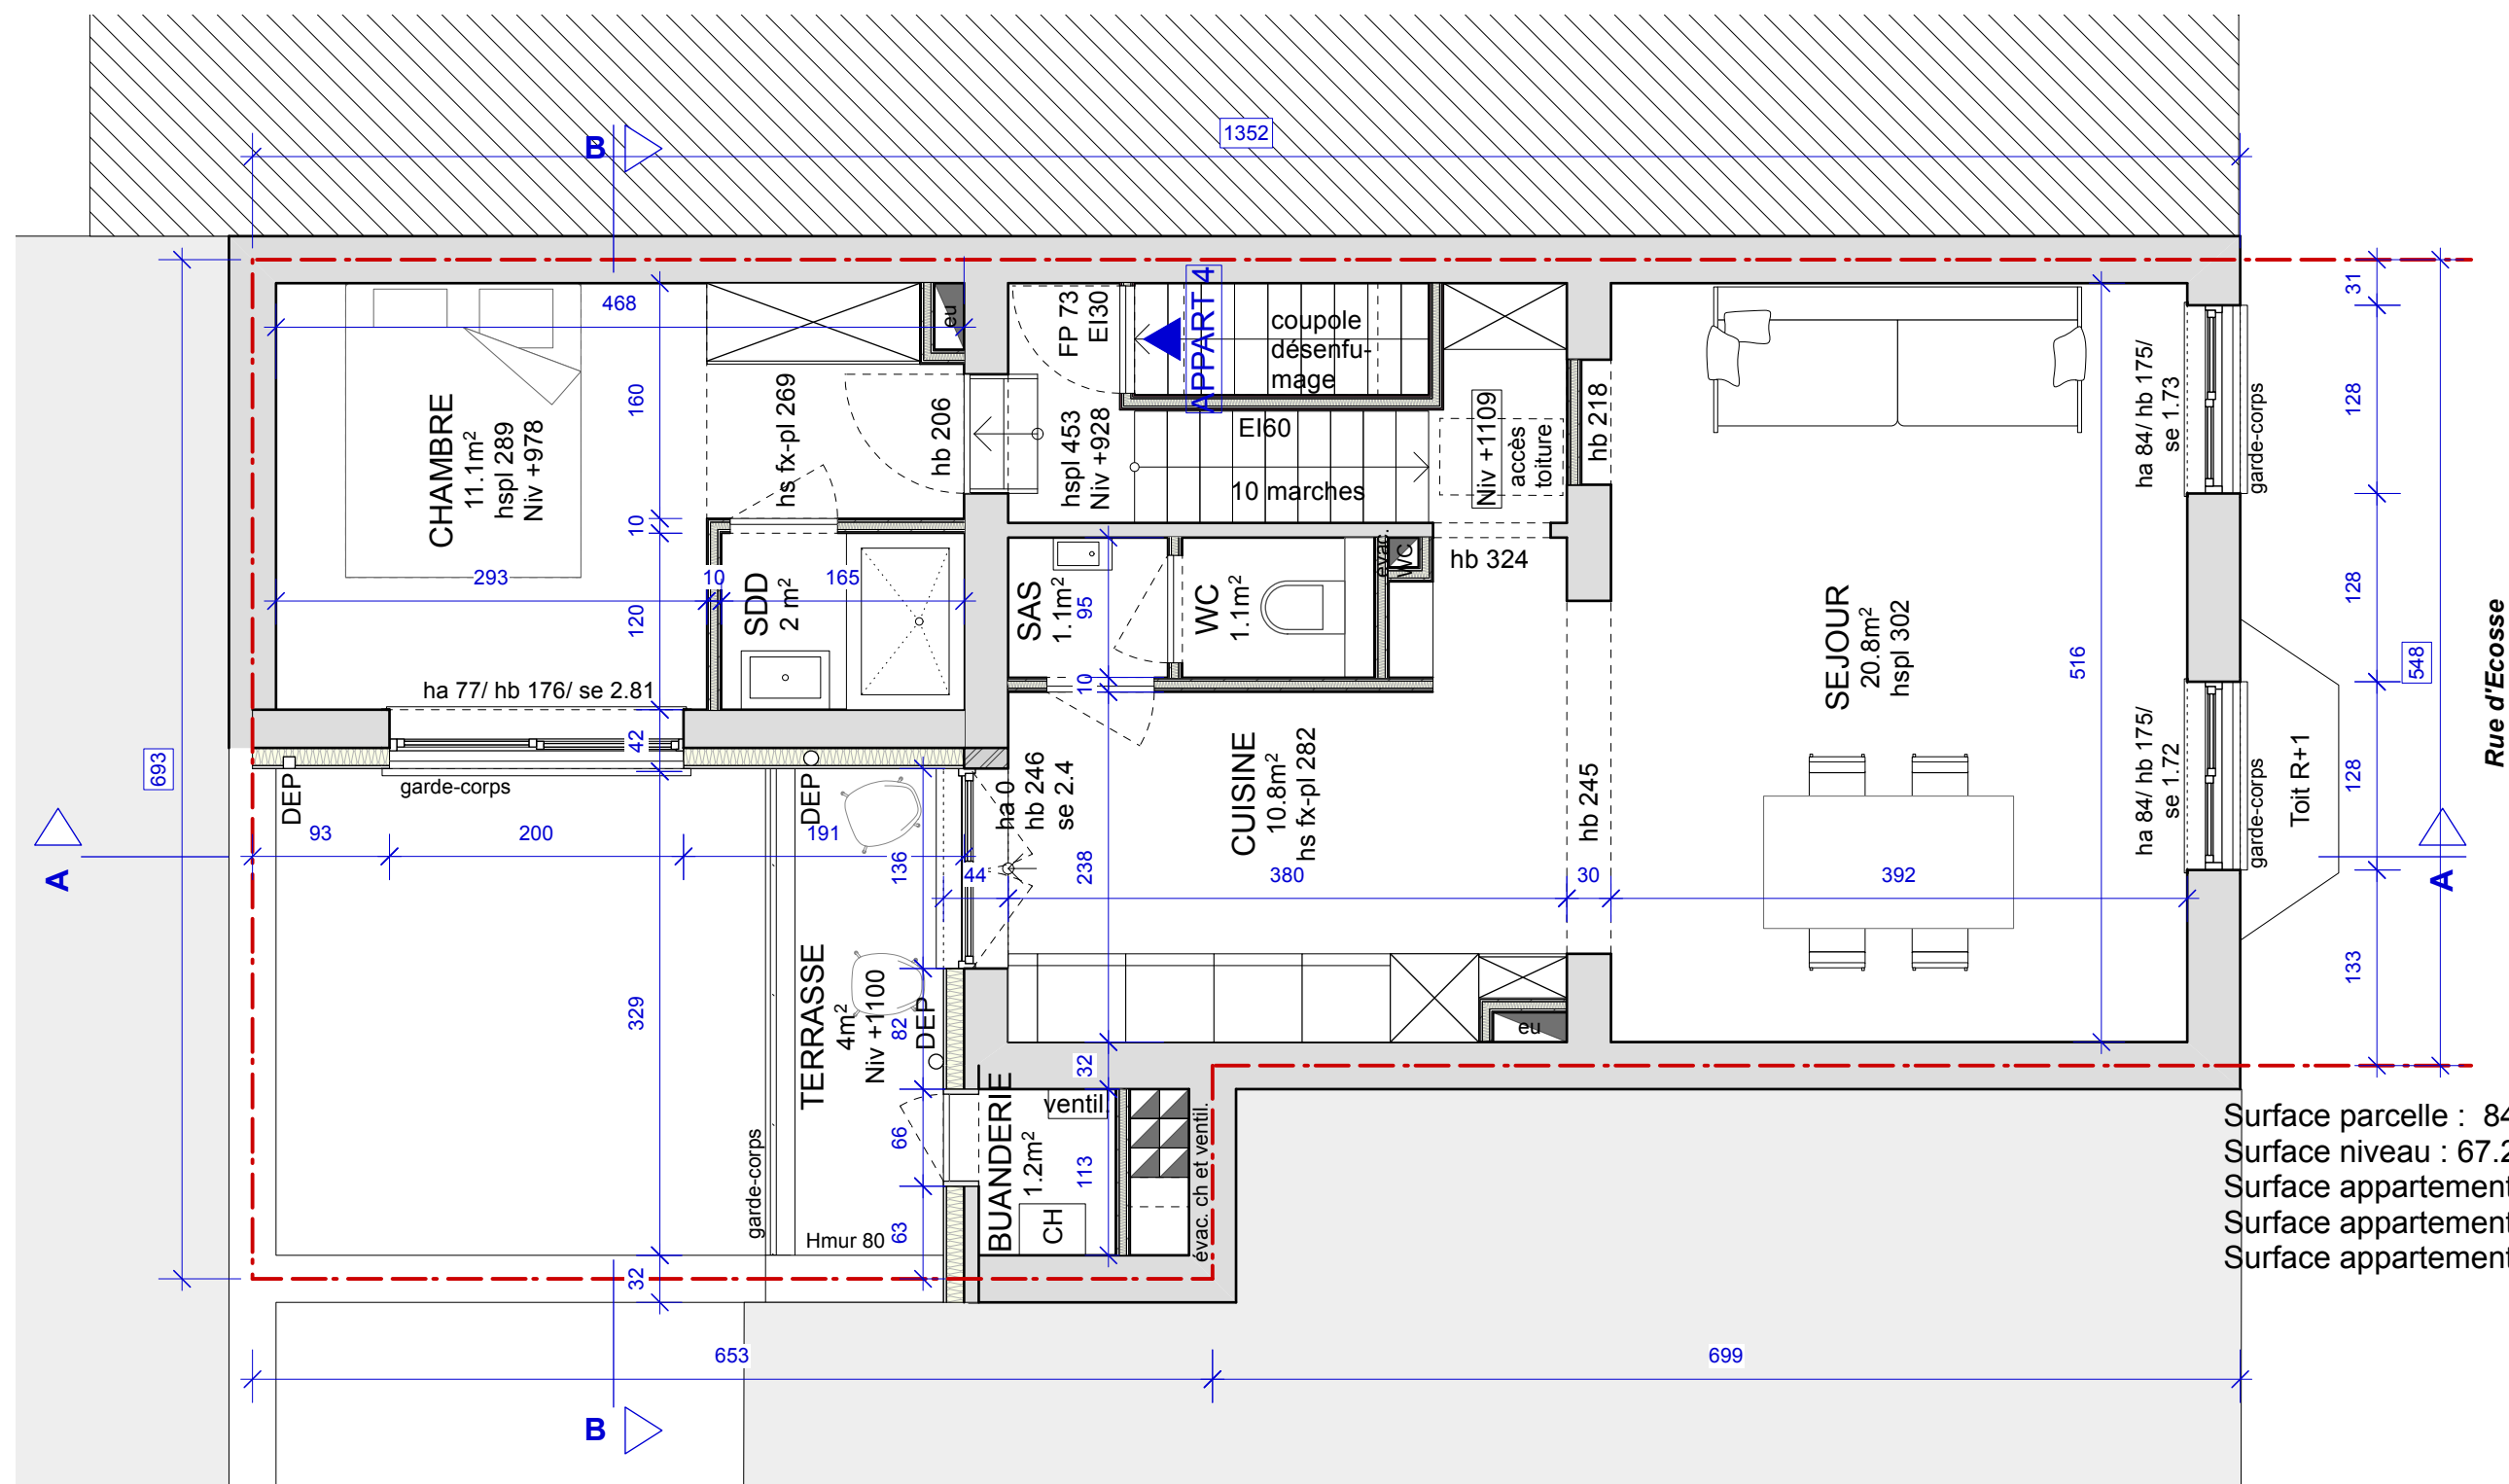 1352
B
468
eu
FP 73
EI30
APPART 4
coupole
désenfu-
mage
31
CHAMBRE
11.1m²
hspl 289
Niv +978
160
hs fx-pl 269
hb 206
hspl 453
Niv +928
EI60
10 marches
Niv +1109
accès
toiture
hb 218
ha 84/ hb 175/
se 1.73
garde-corps
128
10
293
10
165
SDD
2 m²
120
SAS
1.1m²
95
WC
1.1m²
évac.
WC
hb 324
SEJOUR
20.8m²
hspl 302
516
128
548
Rue d'Ecosse
ha 77/ hb 176/ se 2.81
10
42
693
garde-corps
DEP
DEP
93
200
191
136
ha 0
hb 246
se 2.4
44
238
CUISINE
10.8m²
hs fx-pl 282
380
hb 245
30
392
ha 84/ hb 175/
se 1.72
garde-corps
Toit R+1
128
A
A
133
TERRASSE
4m²
Niv +1100
329
82
DEP
eu
32
BUANDERIE
1.2m²
ventil.
113
66
63
CH
évac. ch et ventil.
garde-corps
Hmur 80
32
Surface parcelle : 84
Surface niveau : 67.2
Surface appartement
Surface appartement
Surface appartement
653
699
B